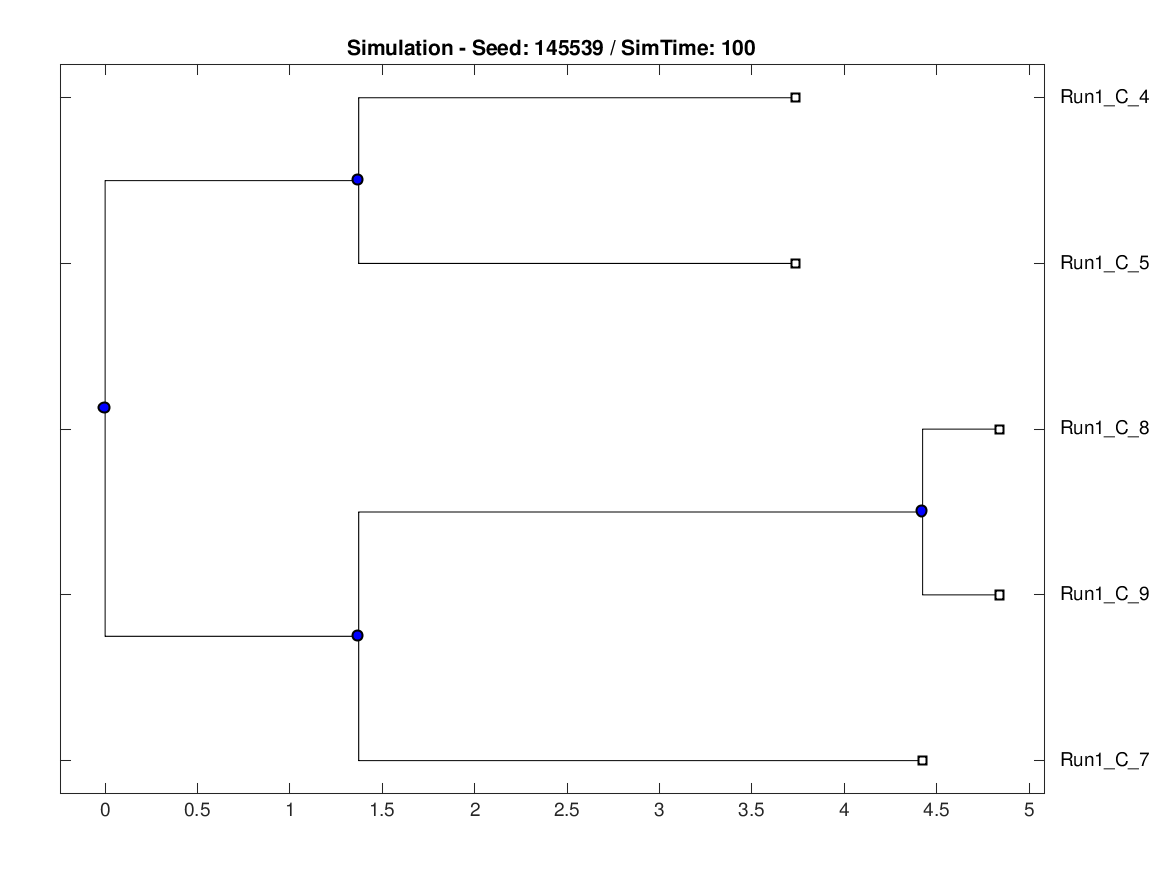 Simulation - Seed: 145539 / SimTime: 100
Run1_C_4
Run1_C_5
Run1_C_8
Run1_C_9
Run1_C_7
0 0.5 1 1.5 2 2.5 3 3.5 4 4.5 5